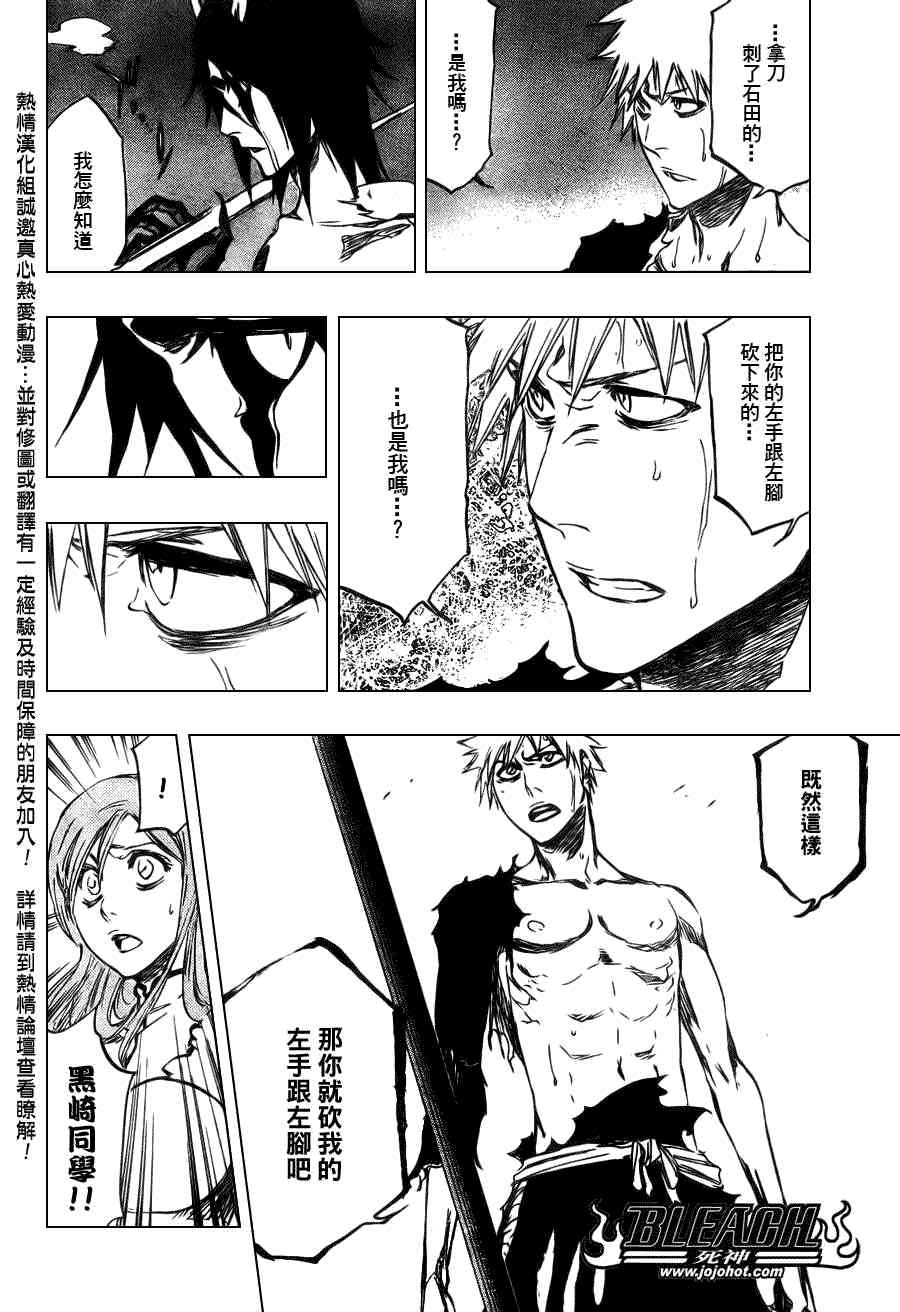 …拿刀
刺了石田的…
…是我嗎…?
我怎麼知道
把你的左手跟左腳
砍下來的…
…也是我嗎…?
既然這樣
那你就砍我的
左手跟左腳吧
!
黑崎同學!!
熱情漢化組誠邀真心熱愛動漫…並對修圖或翻譯有一定經驗及時間保障的朋友加入! 詳情請到熱情論壇查看瞭解!
BLEACH
死神
www.jojohot.com